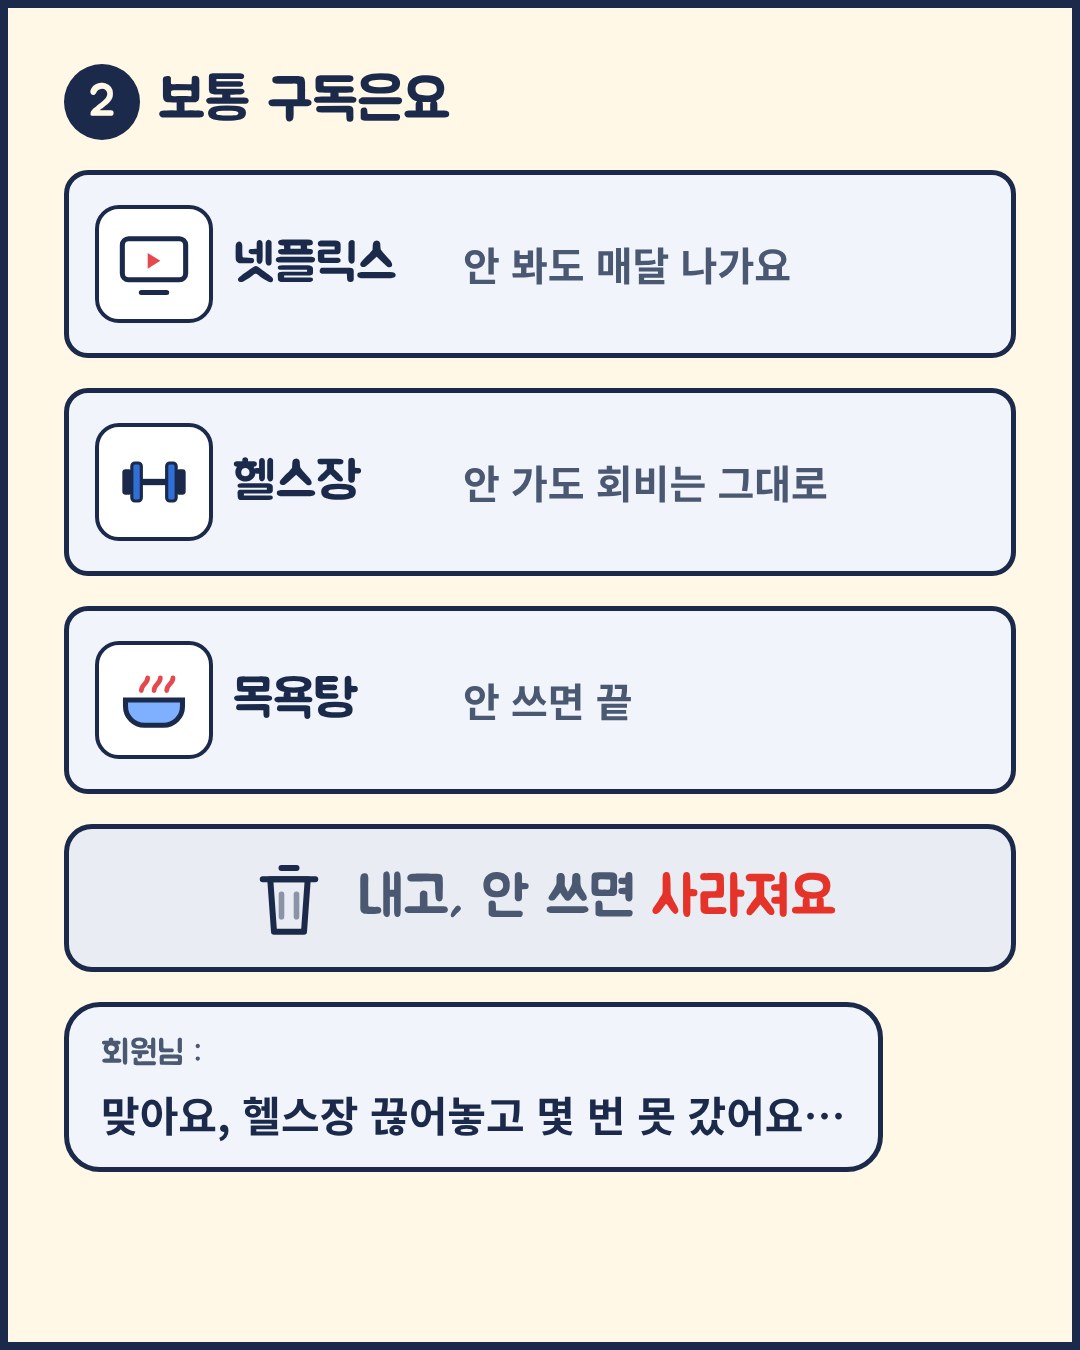 2 보통 구독은요
넷플릭스 안 봐도 매달 나가요
헬스장 안 가도 회비는 그대로
목욕탕 안 쓰면 끝
내고, 안 쓰면 사라져요
회원님 :
맞아요, 헬스장 끊어놓고 몇 번 못 갔어요…